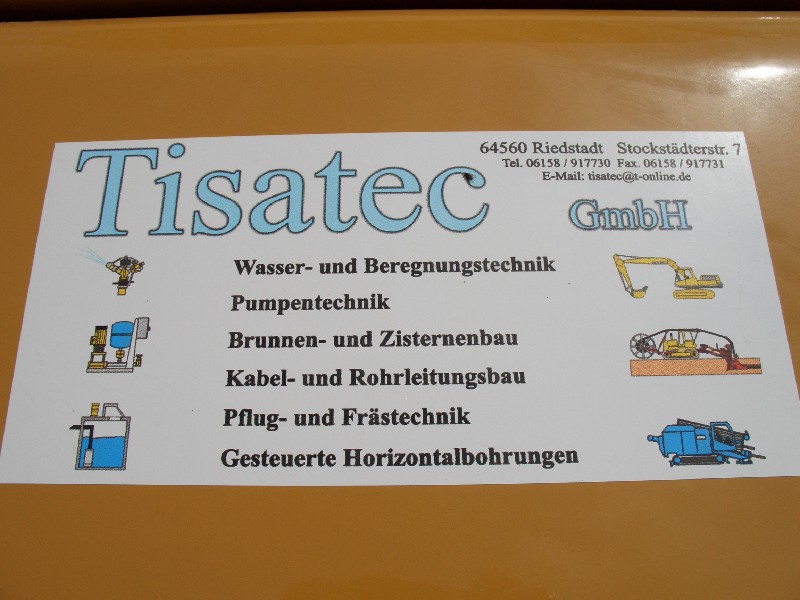 Tisatec GmbH
64560 Riedstadt Stockstädterstr. 7
Tel. 06158 / 917730 Fax. 06158 / 917731
E-Mail: tisatec@t-online.de
Wasser- und Beregnungstechnik
Pumpentechnik
Brunnen- und Zisternenbau
Kabel- und Rohrleitungsbau
Pflug- und Frästechnik
Gesteuerte Horizontalbohrungen